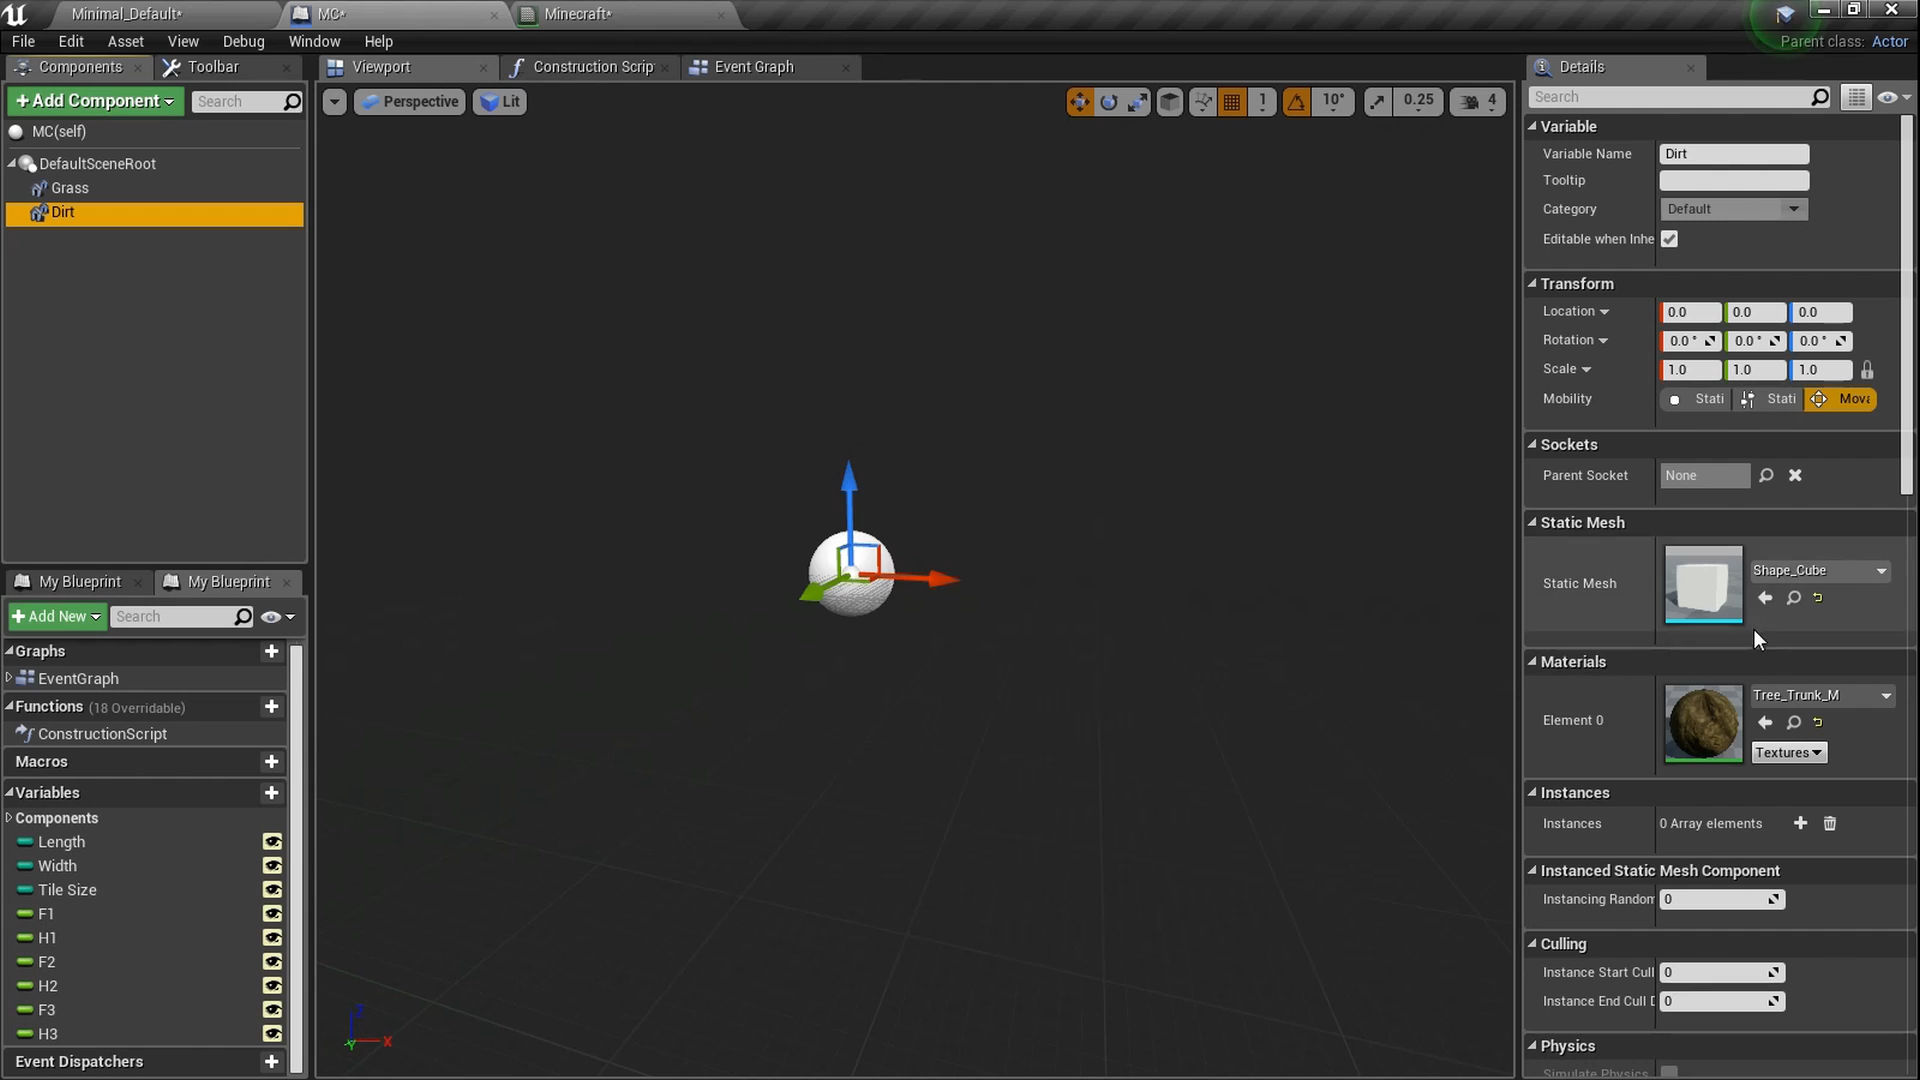 Minimal_Default*
MC*
Minecraft*
File Edit Asset View Debug Window Help
Parent class: Actor
Components
Toolbar
Viewport
Construction Scrip
Event Graph
Details
+ Add Component
Search
Perspective
Lit
1
10°
0.25
4
Search
MC(self)
DefaultSceneRoot
Grass
Dirt
Variable
Variable Name Dirt
Tooltip
Category Default
Editable when Inhe
Transform
Location 0.0 0.0 0.0
Rotation 0.0 ° 0.0 ° 0.0 °
Scale 1.0 1.0 1.0
Mobility Stati Stati Mova
Sockets
Parent Socket None
Static Mesh
Static Mesh Shape_Cube
Materials
Element 0 Tree_Trunk_M
Textures
Instances
Instances 0 Array elements
Instanced Static Mesh Component
Instancing Random 0
Culling
Instance Start Cull 0
Instance End Cull D 0
Physics
Simulate Physics
My Blueprint
My Blueprint
+ Add New
Search
Graphs
EventGraph
Functions (18 Overridable)
ConstructionScript
Macros
Variables
Components
Length
Width
Tile Size
F1
H1
F2
H2
F3
H3
Event Dispatchers
Z
Y
X